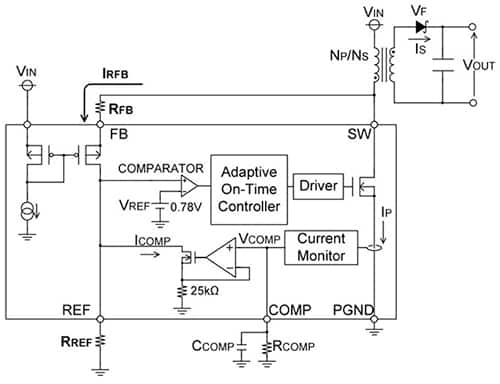 VIN
VF
IS
NP/NS
VOUT
VIN
IRFB
RFB
FB
SW
COMPARATOR
Adaptive
On-Time
Controller
Driver
VREF
0.78V
IP
ICOMP
VCOMP
Current
Monitor
25kΩ
REF
COMP
PGND
RREF
CCOMP
RCOMP